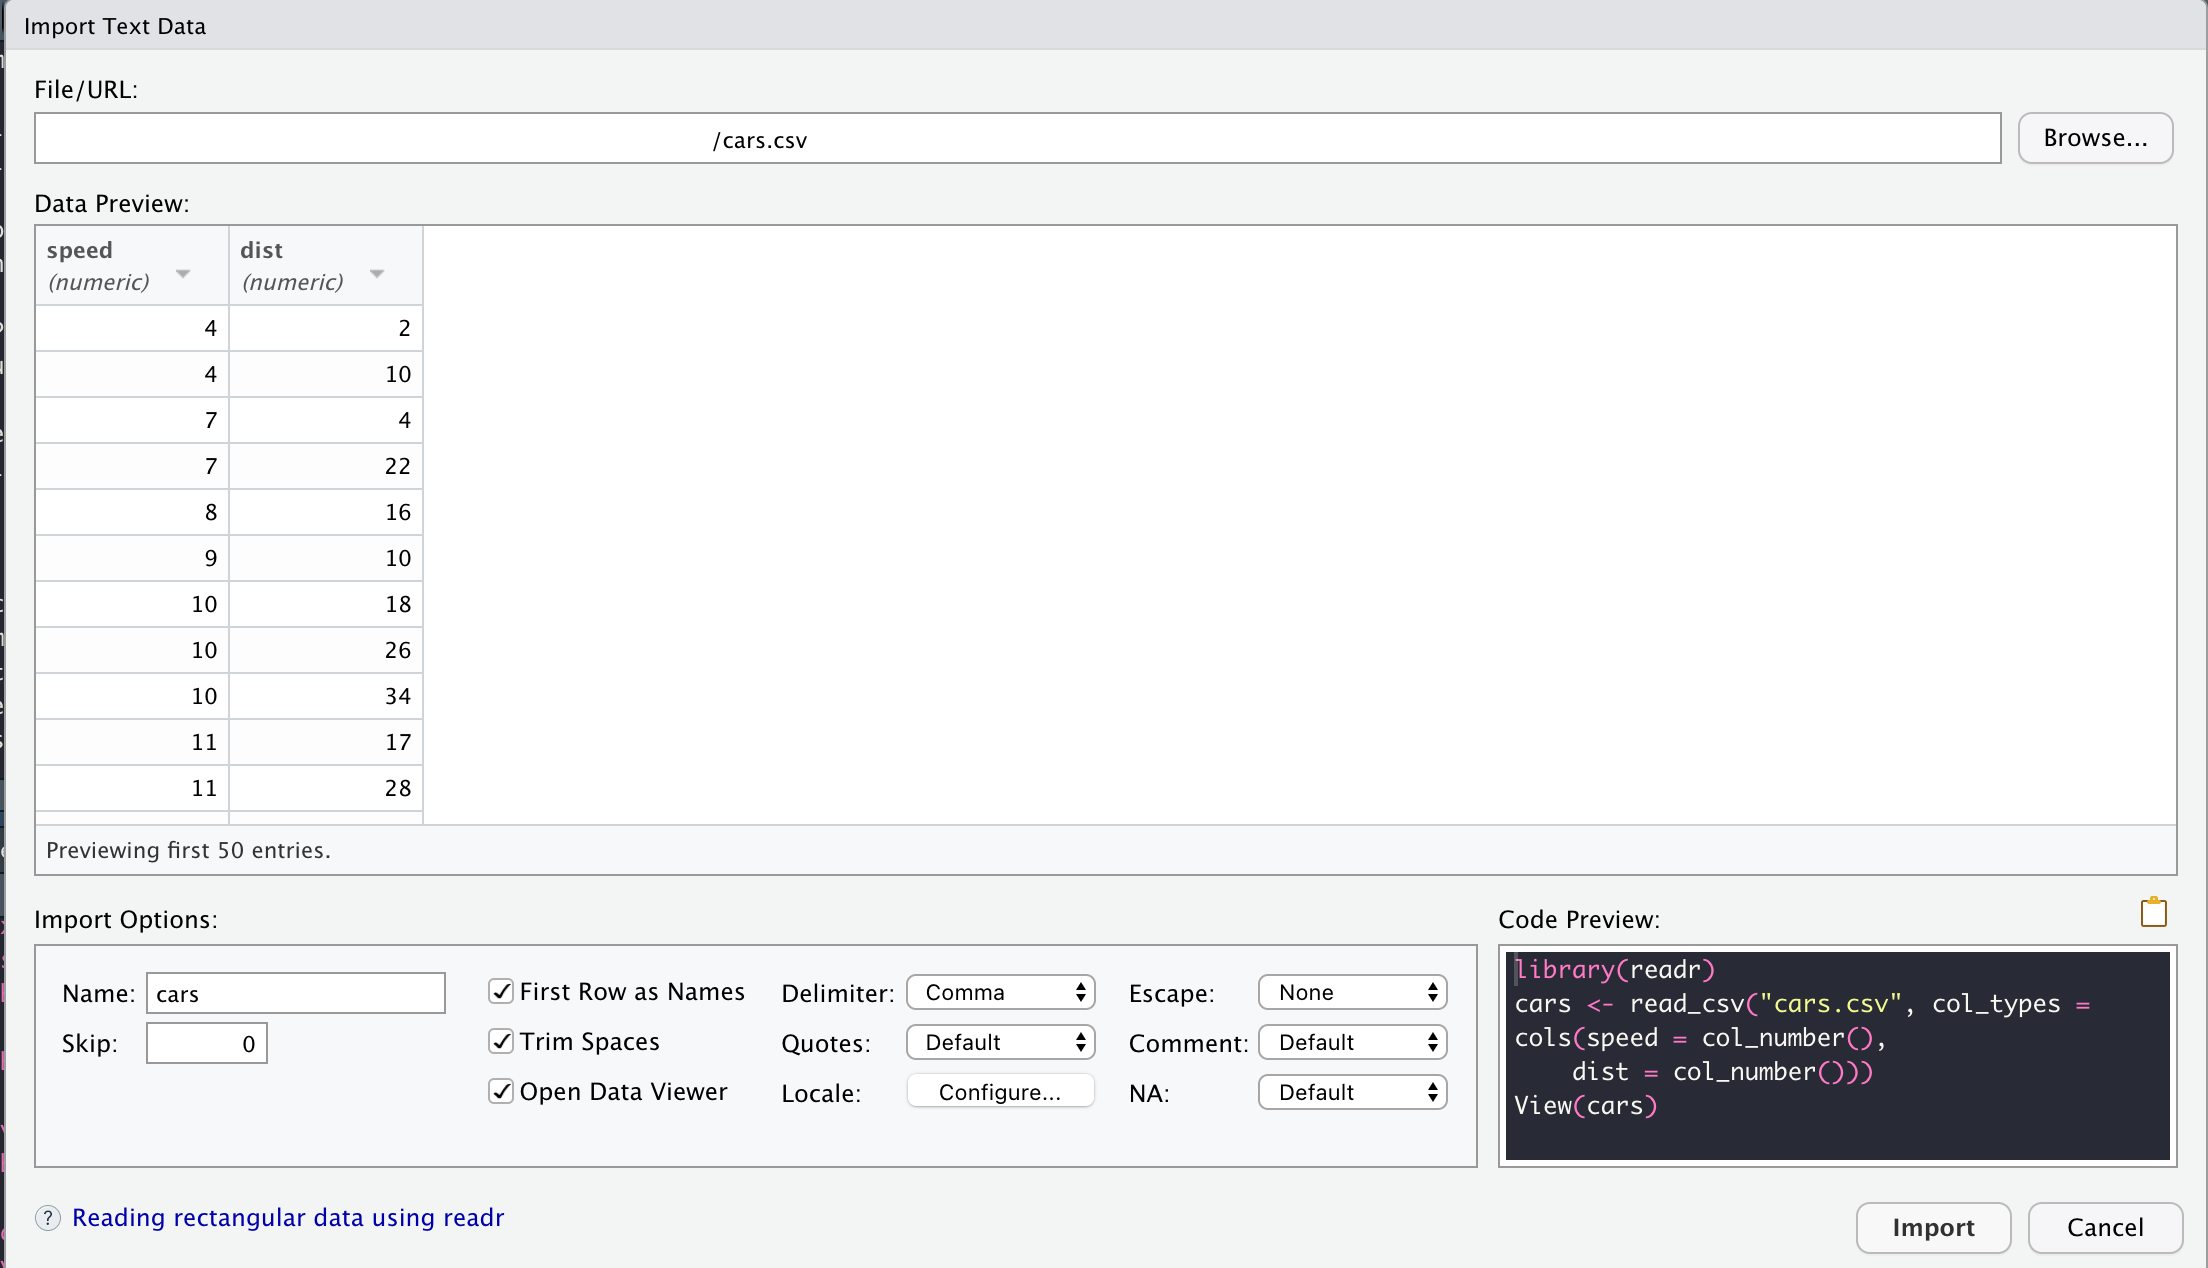 Import Text Data
File/URL:
/cars.csv
Browse...
Data Preview:
speed dist
(numeric) (numeric)
4 2
4 10
7 4
7 22
8 16
9 10
10 18
10 26
10 34
11 17
11 28
Previewing first 50 entries.
Import Options:
Name: cars
Skip: 0
First Row as Names
Trim Spaces
Open Data Viewer
Delimiter: Comma
Quotes: Default
Locale: Configure...
Escape: None
Comment: Default
NA: Default
Code Preview:
library(readr)
cars <- read_csv("cars.csv", col_types =
cols(speed = col_number(),
    dist = col_number()))
View(cars)
? Reading rectangular data using readr
Import
Cancel